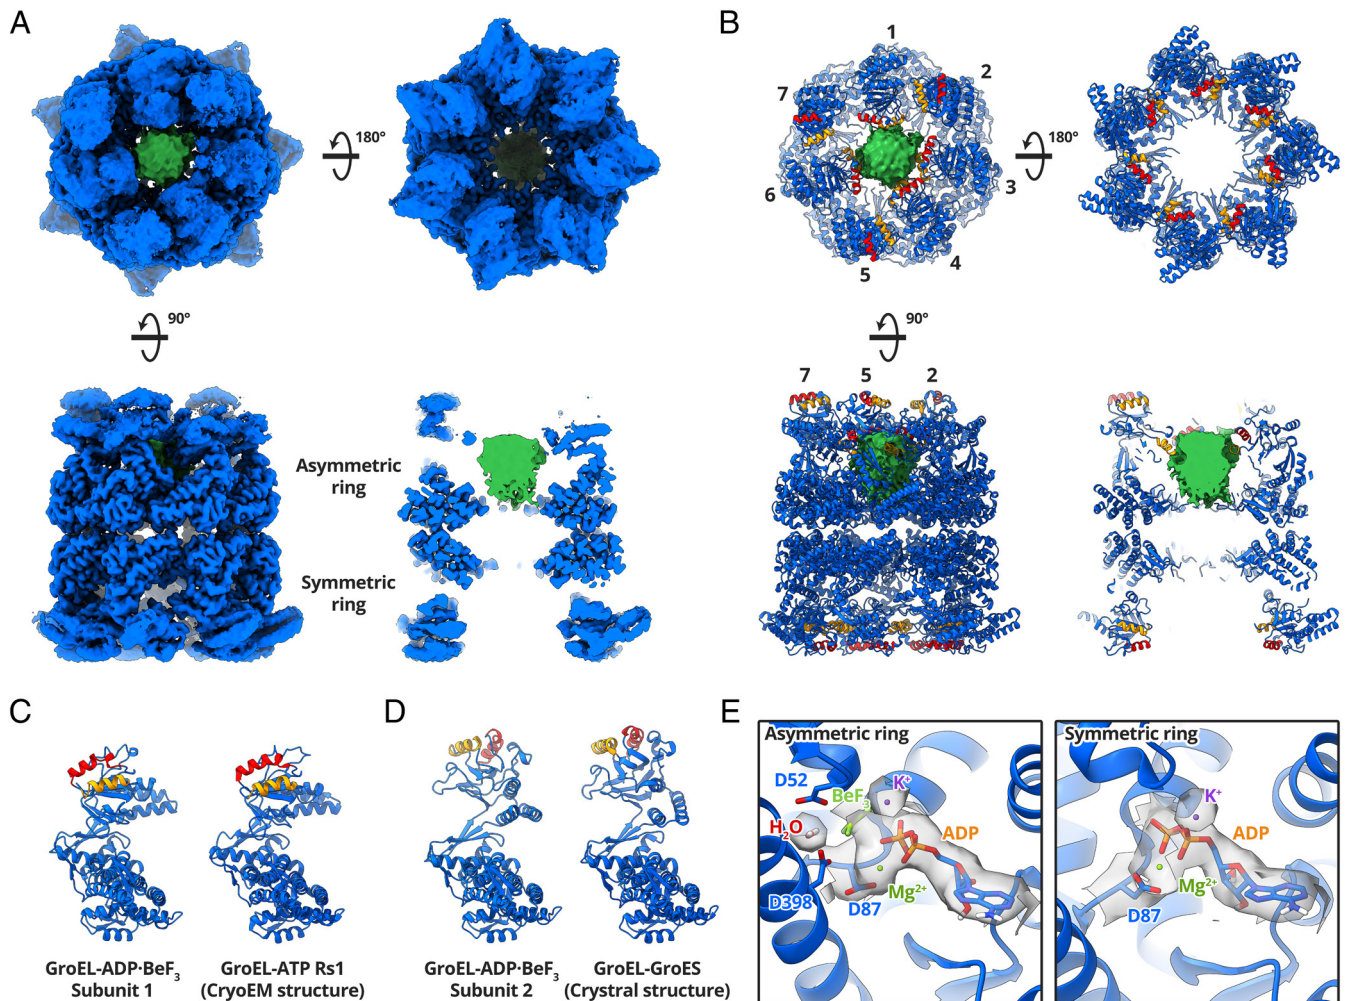 A
B
180°
1
2
7
6
3
5
4
180°
90°
90°
7 5 2
Asymmetric
ring
Symmetric
ring
C
D
E
GroEL-ADP·BeF3
Subunit 1
GroEL-ATP Rs1
(CryoEM structure)
GroEL-ADP·BeF3
Subunit 2
GroEL-GroES
(Crystral structure)
Asymmetric ring
D52
K+
BeF3
H2O
ADP
Mg2+
D398
D87
Symmetric ring
K+
ADP
Mg2+
D87